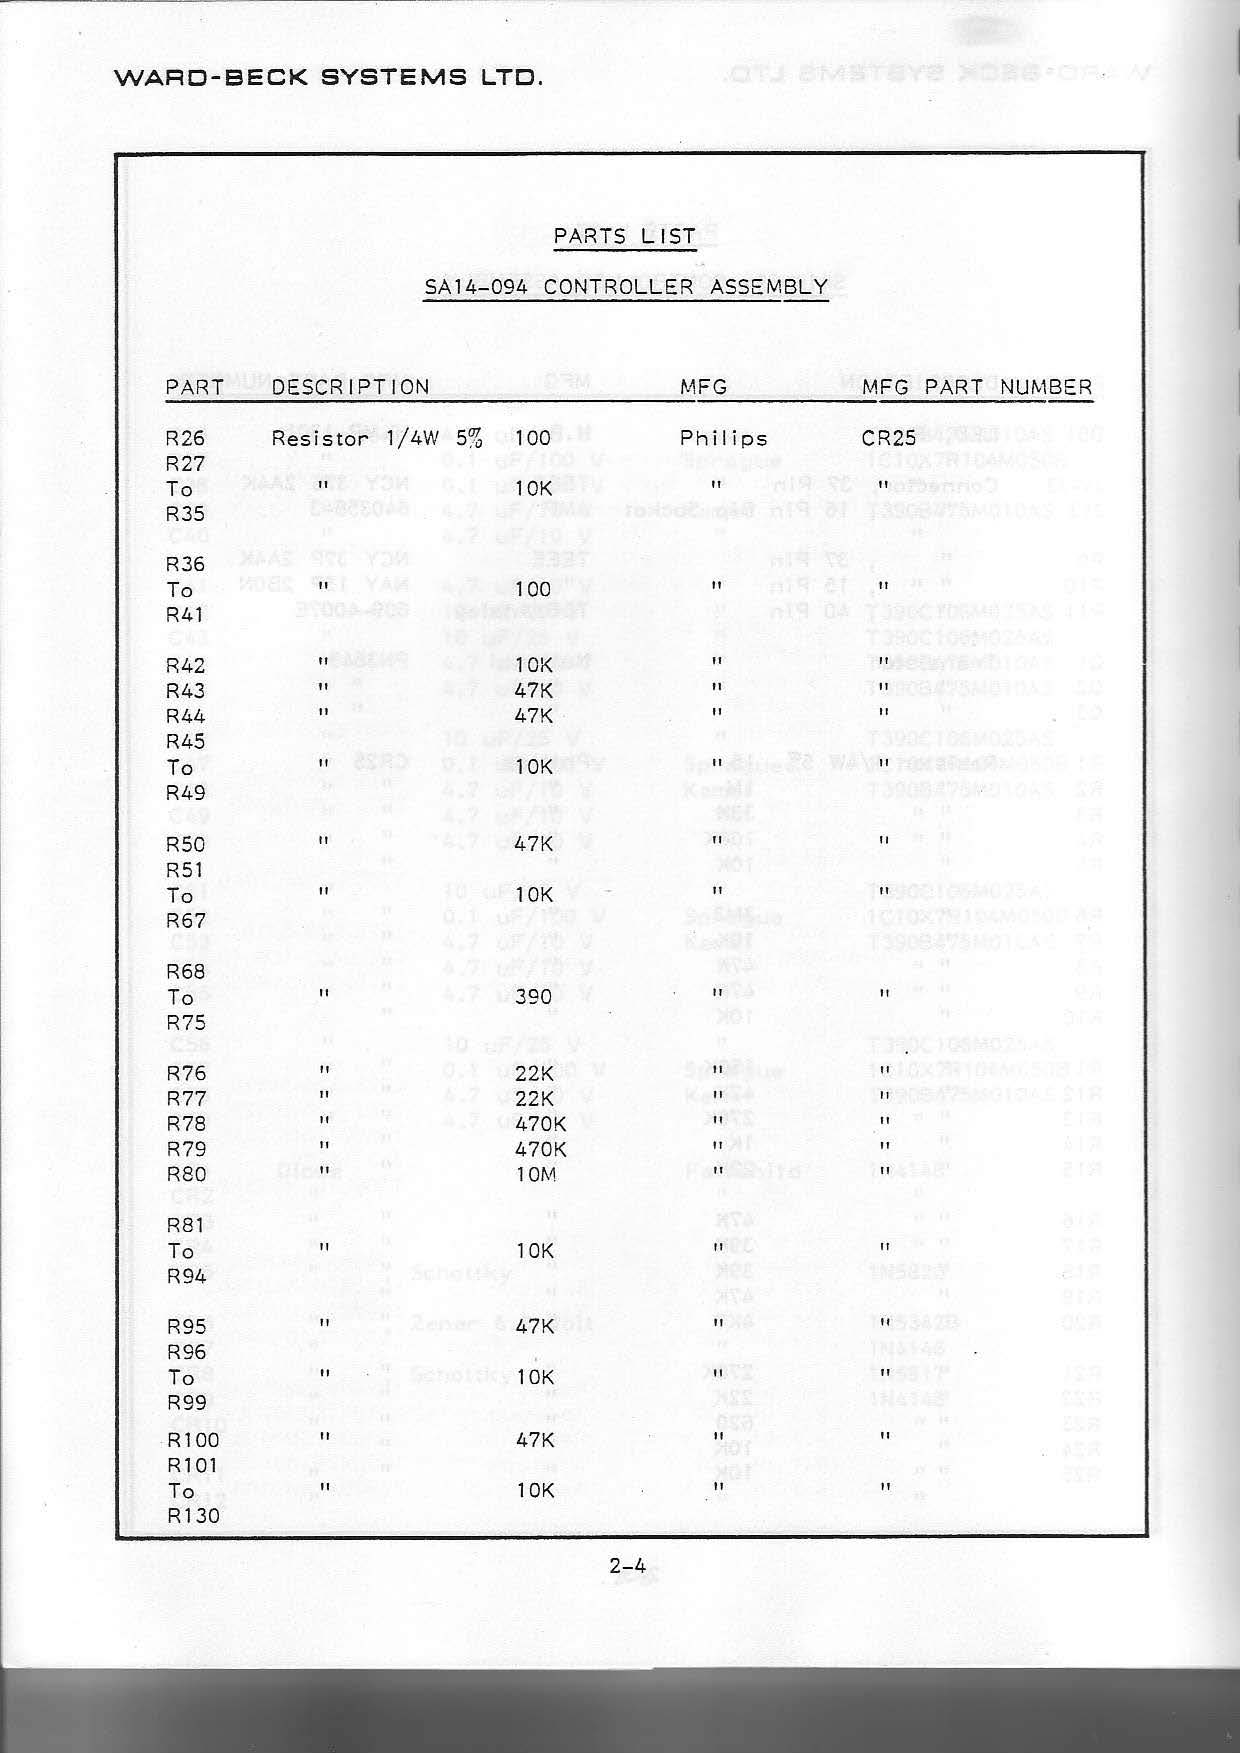 WARD-BECK SYSTEMS LTD.
PARTS LIST
SA14-094 CONTROLLER ASSEMBLY
PART DESCRIPTION MFG MFG PART NUMBER
R26 Resistor 1/4W 5% 100 Philips CR25
R27
To " 10K " "
R35
R36
To " 100 " "
R41
R42 " 10K " "
R43 " 47K " "
R44 " 47K " "
R45
To " 10K " "
R49
R50 " 47K " "
R51
To " 10K " "
R67
R68
To " 390 " "
R75
R76 " 22K " "
R77 " 22K " "
R78 " 470K " "
R79 " 470K " "
R80 " 10M " "
R81
To " 10K " "
R94
R95 " 47K " "
R96
To " 10K " "
R99
R100 " 47K " "
R101
To " 10K " "
R130
2-4